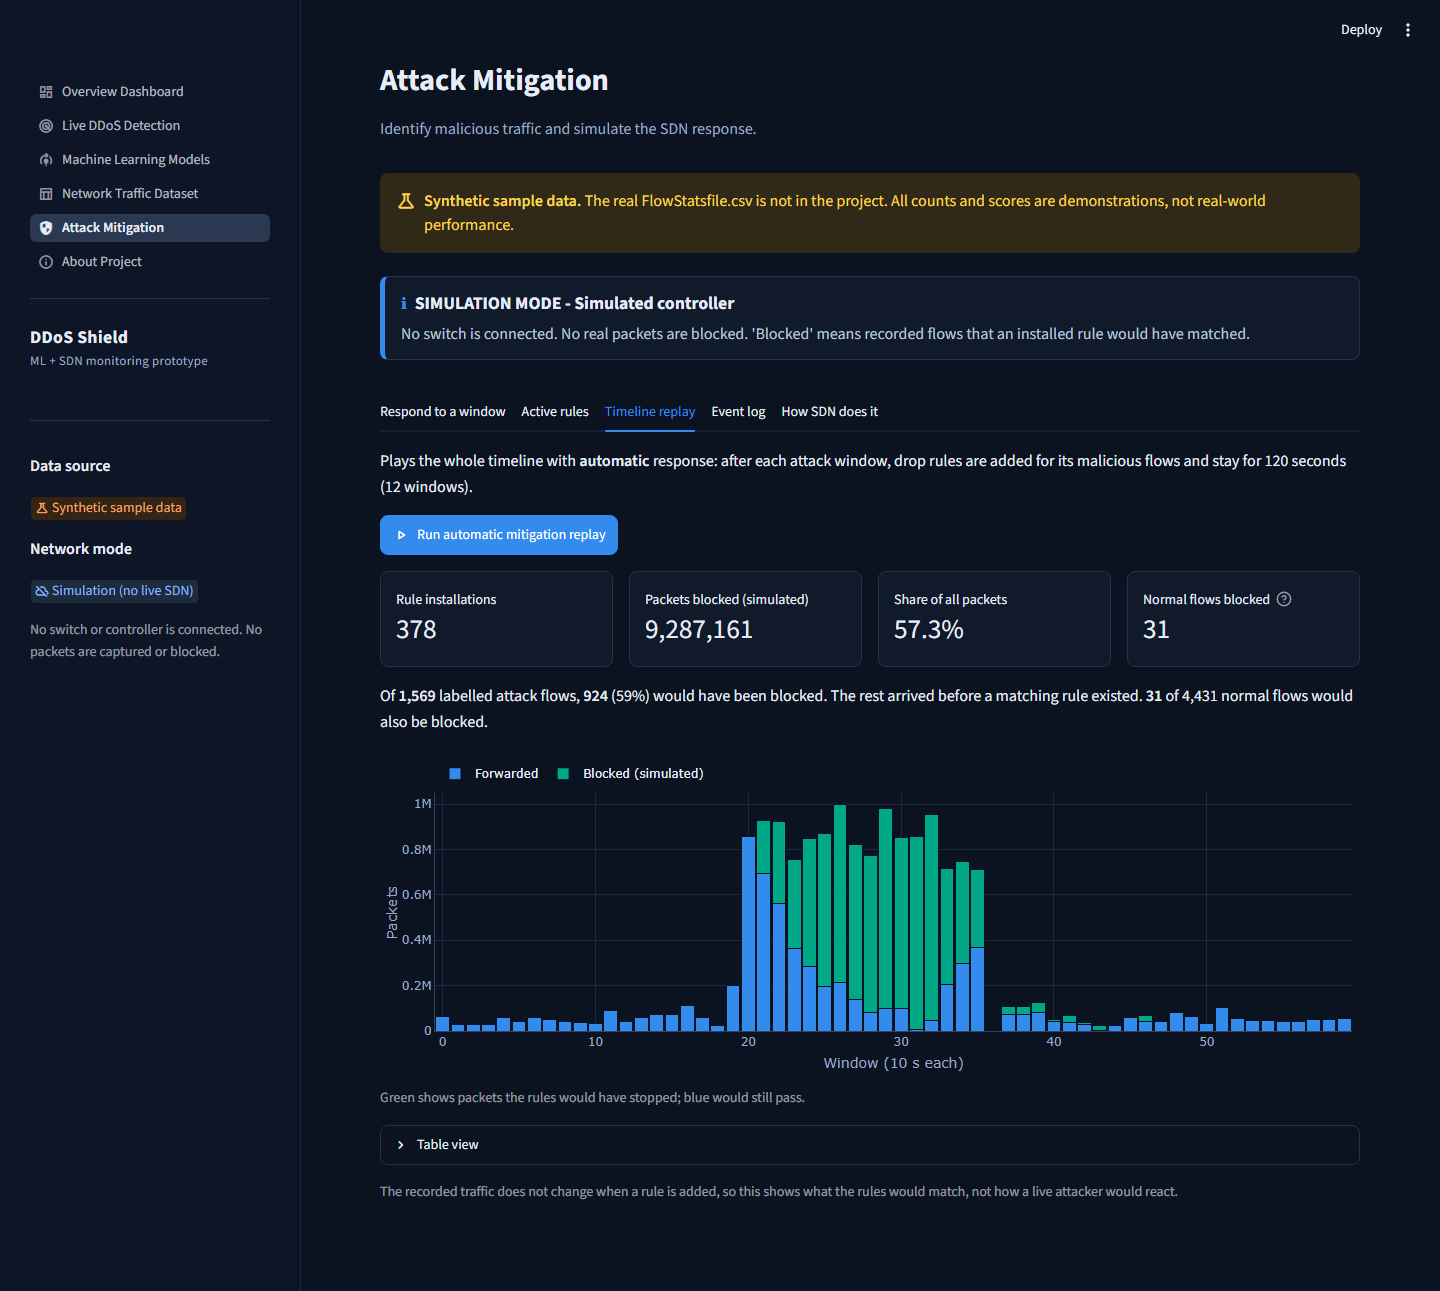 Deploy
Overview Dashboard
Live DDoS Detection
Machine Learning Models
Network Traffic Dataset
Attack Mitigation
About Project
DDoS Shield
ML + SDN monitoring prototype
Data source
Synthetic sample data
Network mode
Simulation (no live SDN)
No switch or controller is connected. No
packets are captured or blocked.
Attack Mitigation
Identify malicious traffic and simulate the SDN response.
Synthetic sample data. The real FlowStatsfile.csv is not in the project. All counts and scores are demonstrations, not real-world
performance.
SIMULATION MODE - Simulated controller
No switch is connected. No real packets are blocked. 'Blocked' means recorded flows that an installed rule would have matched.
Respond to a window Active rules Timeline replay Event log How SDN does it
Plays the whole timeline with automatic response: after each attack window, drop rules are added for its malicious flows and stay for 120 seconds
(12 windows).
Run automatic mitigation replay
Rule installations
378
Packets blocked (simulated)
9,287,161
Share of all packets
57.3%
Normal flows blocked
31
Of 1,569 labelled attack flows, 924 (59%) would have been blocked. The rest arrived before a matching rule existed. 31 of 4,431 normal flows would
also be blocked.
Forwarded Blocked (simulated)
1M
0.8M
0.6M
0.4M
0.2M
0
Packets
0 10 20 30 40 50
Window (10 s each)
Green shows packets the rules would have stopped; blue would still pass.
Table view
The recorded traffic does not change when a rule is added, so this shows what the rules would match, not how a live attacker would react.